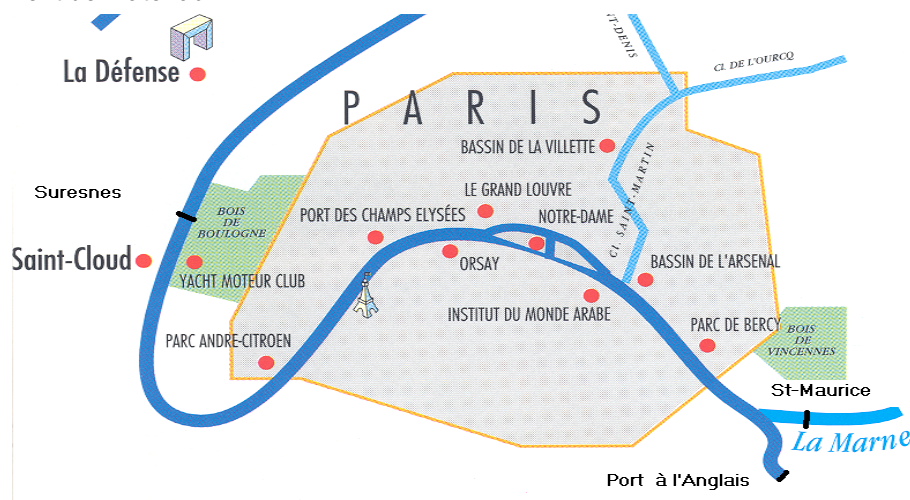 La Défense
PARIS
NT-DENIS
Cl. DE L'OURCQ
BASSIN DE LA VILLETTE
Cl. SAINT-MARTIN
Suresnes
BOIS
DE
BOULOGNE
LE GRAND LOUVRE
PORT DES CHAMPS ELYSÉES
NOTRE-DAME
Saint-Cloud
YACHT MOTEUR CLUB
ORSAY
BASSIN DE L'ARSENAL
INSTITUT DU MONDE ARABE
PARC DE BERCY
BOIS
DE
VINCENNES
PARC ANDRE-CITROEN
St-Maurice
La Marne
Port à l'Anglais